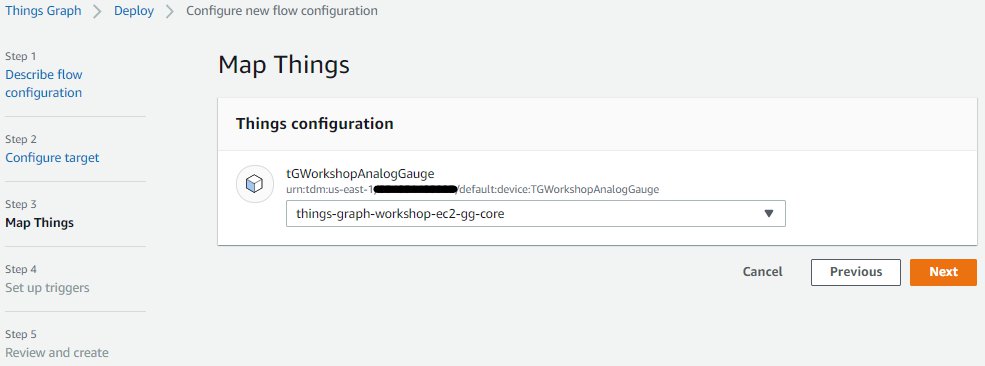 Things Graph > Deploy > Configure new flow configuration
Step 1
Describe flow
configuration
Step 2
Configure target
Step 3
Map Things
Step 4
Set up triggers
Step 5
Review and create
Map Things
Things configuration
tGWorkshopAnalogGauge
urn:tdm:us-east-1/default:device:TGWorkshopAnalogGauge
things-graph-workshop-ec2-gg-core
Cancel
Previous
Next